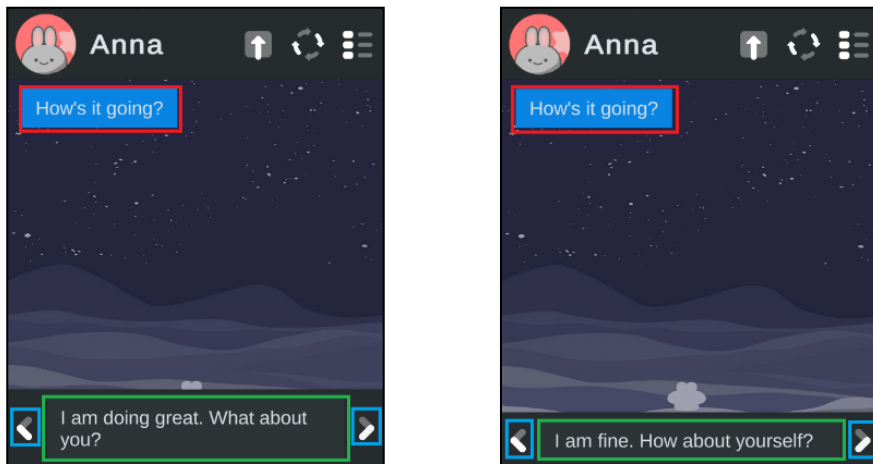 Anna
How's it going?
I am doing great. What about
you?
Anna
How's it going?
I am fine. How about yourself?